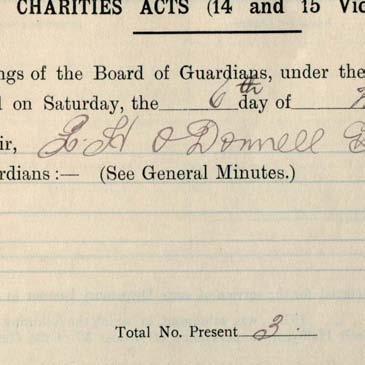 CHARITIES ACTS (14 and 15 Vic
ngs of the Board of Guardians, under the
on Saturday, the 6th day of
ir, H O'Donnell
rdians :— (See General Minutes.)
Total No. Present 3.